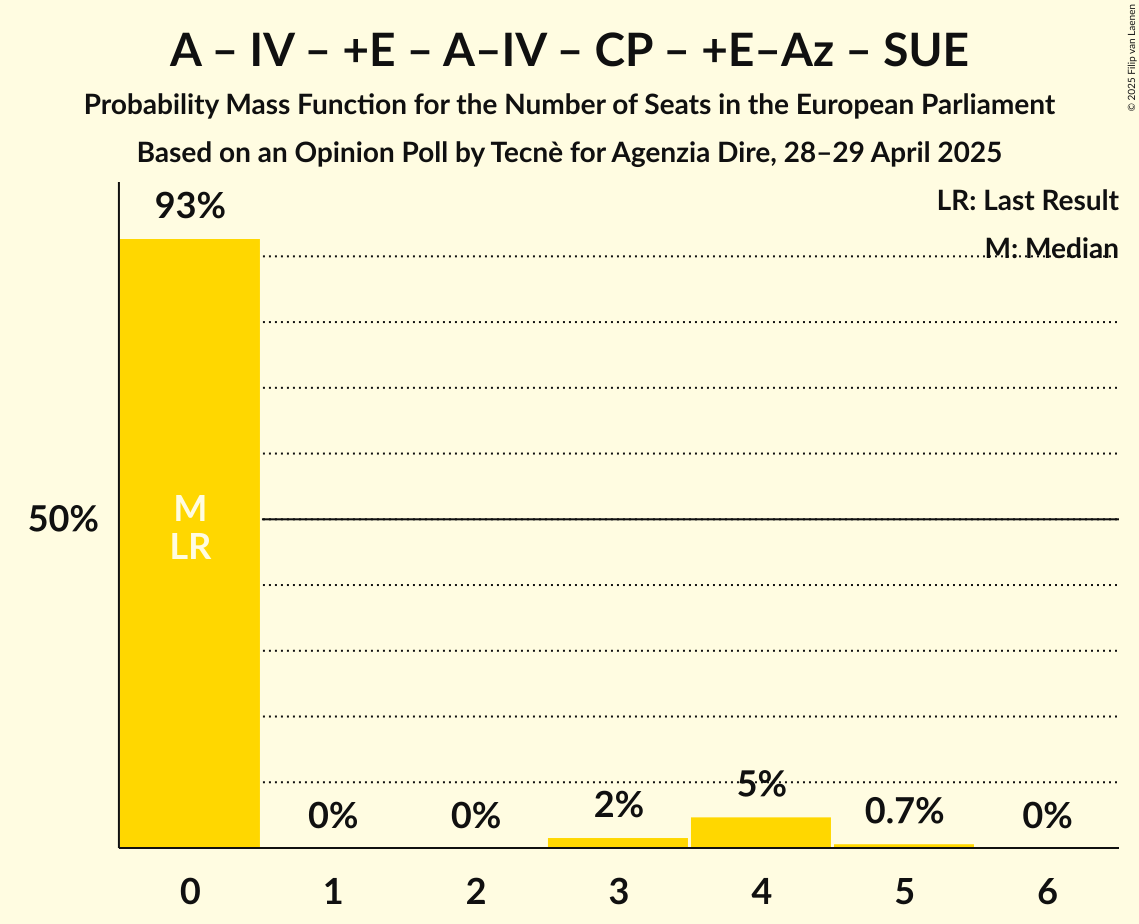 A – IV – +E – A–IV – CP – +E–Az – SUE
Probability Mass Function for the Number of Seats in the European Parliament
Based on an Opinion Poll by Tecnè for Agenzia Dire, 28–29 April 2025
© 2025 Filip van Laenen
LR: Last Result
M: Median
93%
50%
M
LR
0%
0%
2%
5%
0.7%
0%
0
1
2
3
4
5
6